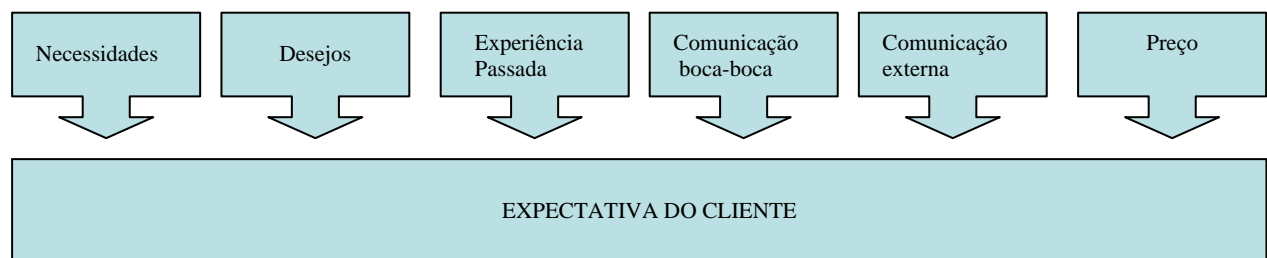 Necessidades
Desejos
Experiência
Passada
Comunicação
boca-boca
Comunicação
externa
Preço
EXPECTATIVA DO CLIENTE